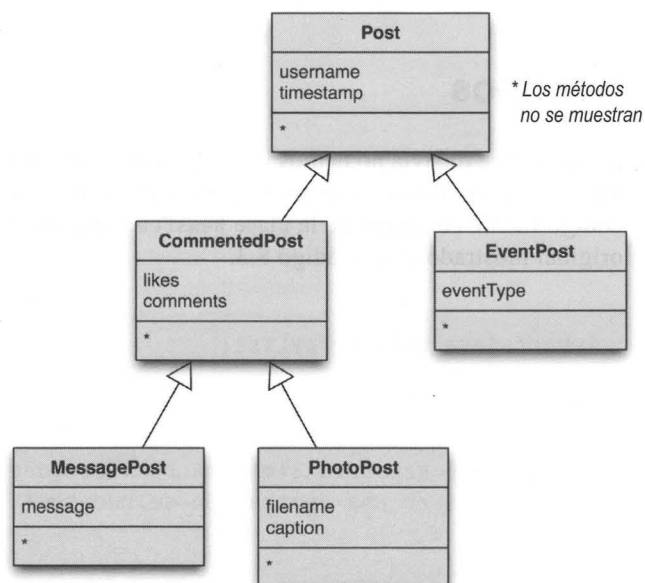 Post
username
timestamp
*
* Los métodos
no se muestran
CommentedPost
likes
comments
*
EventPost
eventType
*
MessagePost
message
*
PhotoPost
filename
caption
*